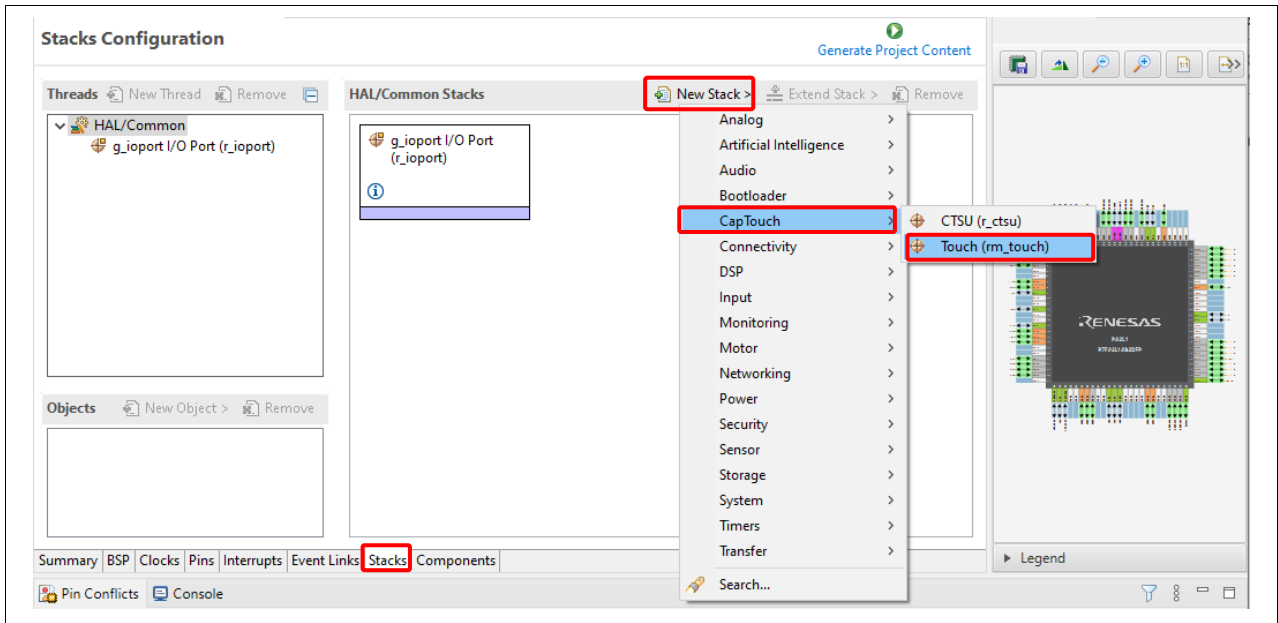 Stacks Configuration
Generate Project Content
Threads New Thread Remove
HAL/Common Stacks
New Stack > Extend Stack > Remove
HAL/Common
g_ioport I/O Port (r_ioport)
g_ioport I/O Port
(r_ioport)
Analog >
Artificial Intelligence >
Audio >
Bootloader >
CapTouch >
CTSU (r_ctsu)
Touch (rm_touch)
Connectivity >
DSP >
Input >
Monitoring >
Motor >
Networking >
Power >
Security >
Sensor >
Storage >
System >
Timers >
Transfer >
Search...
RENESAS
Objects New Object > Remove
Summary BSP Clocks Pins Interrupts Event Links Stacks Components
Legend
Pin Conflicts Console